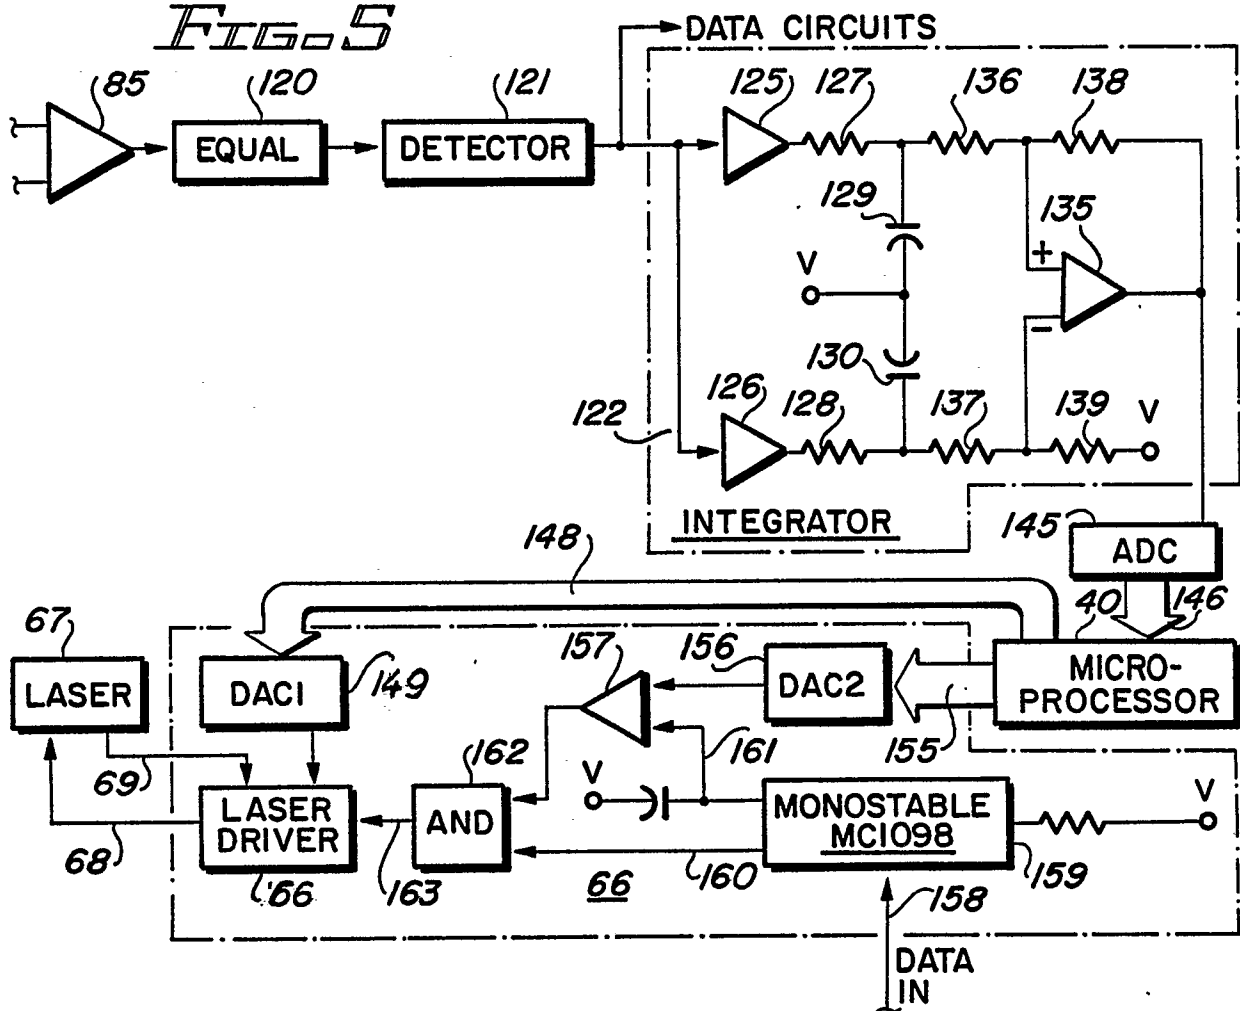 FIG. 5
DATA CIRCUITS
85
120
121
125
127
136
138
EQUAL
DETECTOR
129
135
V
+
−
130
126
128
137
139
V
122
INTEGRATOR
145
ADC
148
40
146
67
157
156
LASER
DAC1
149
DAC2
MICRO-
PROCESSOR
155
161
162
69
V
V
LASER
DRIVER
AND
MONOSTABLE
MC1098
68
66
163
66
160
159
158
DATA
IN